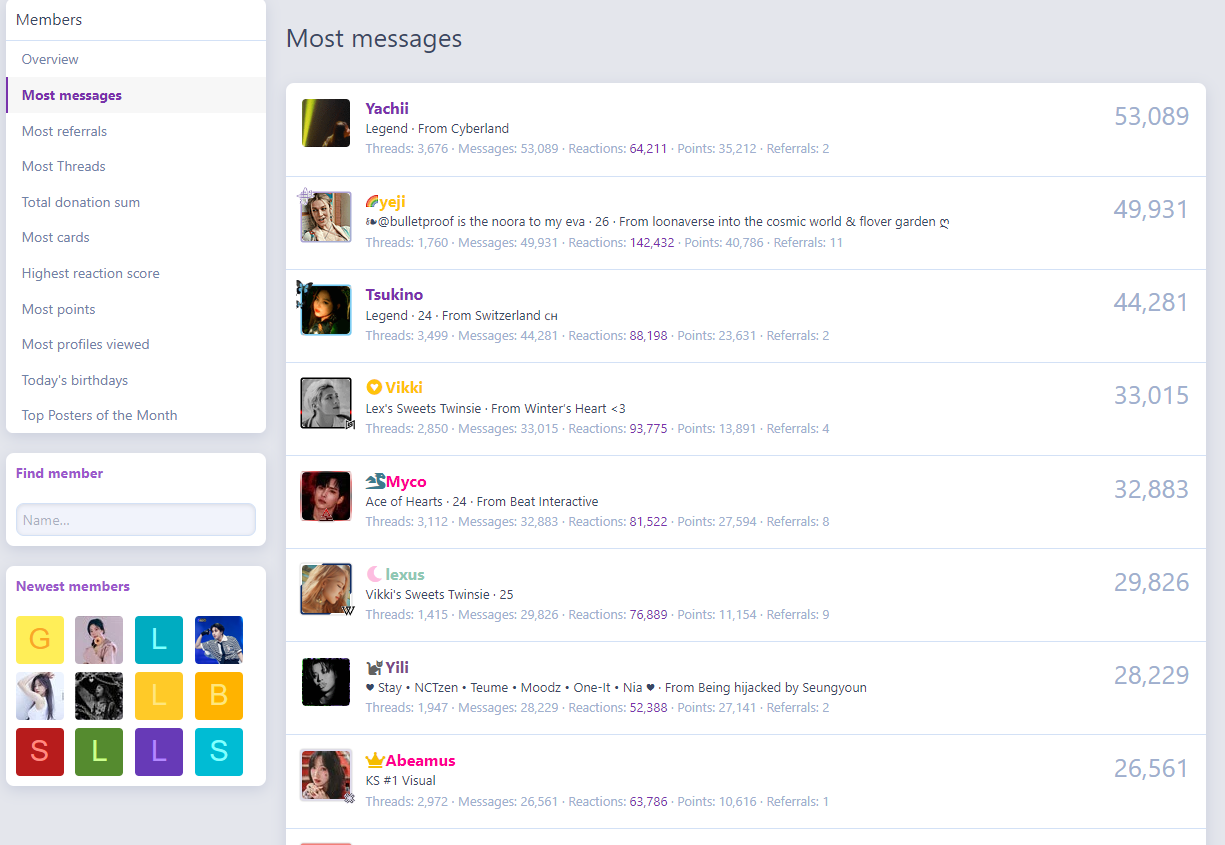 Members
Overview
Most messages
Most referrals
Most Threads
Total donation sum
Most cards
Highest reaction score
Most points
Most profiles viewed
Today's birthdays
Top Posters of the Month
Find member
Name...
Newest members
G
L
L
B
S
L
L
S
Most messages
Yachii
53,089
Legend · From Cyberland
Threads: 3,676 · Messages: 53,089 · Reactions: 64,211 · Points: 35,212 · Referrals: 2
🌈yeji
49,931
❧@bulletproof is the noora to my eva · 26 · From loonaverse into the cosmic world & flover garden ღ
Threads: 1,760 · Messages: 49,931 · Reactions: 142,432 · Points: 40,786 · Referrals: 11
Tsukino
44,281
Legend · 24 · From Switzerland ᴄʜ
Threads: 3,499 · Messages: 44,281 · Reactions: 88,198 · Points: 23,631 · Referrals: 2
Vikki
33,015
Lex's Sweets Twinsie · From Winter's Heart <3
Threads: 2,850 · Messages: 33,015 · Reactions: 93,775 · Points: 13,891 · Referrals: 4
Myco
32,883
Ace of Hearts · 24 · From Beat Interactive
Threads: 3,112 · Messages: 32,883 · Reactions: 81,522 · Points: 27,594 · Referrals: 8
lexus
29,826
Vikki's Sweets Twinsie · 25
Threads: 1,415 · Messages: 29,826 · Reactions: 76,889 · Points: 11,154 · Referrals: 9
Yili
28,229
♥ Stay • NCTzen • Teume • Moodz • One-It • Nia ♥ · From Being hijacked by Seungyoun
Threads: 1,947 · Messages: 28,229 · Reactions: 52,388 · Points: 27,141 · Referrals: 2
Abeamus
26,561
KS #1 Visual
Threads: 2,972 · Messages: 26,561 · Reactions: 63,786 · Points: 10,616 · Referrals: 1